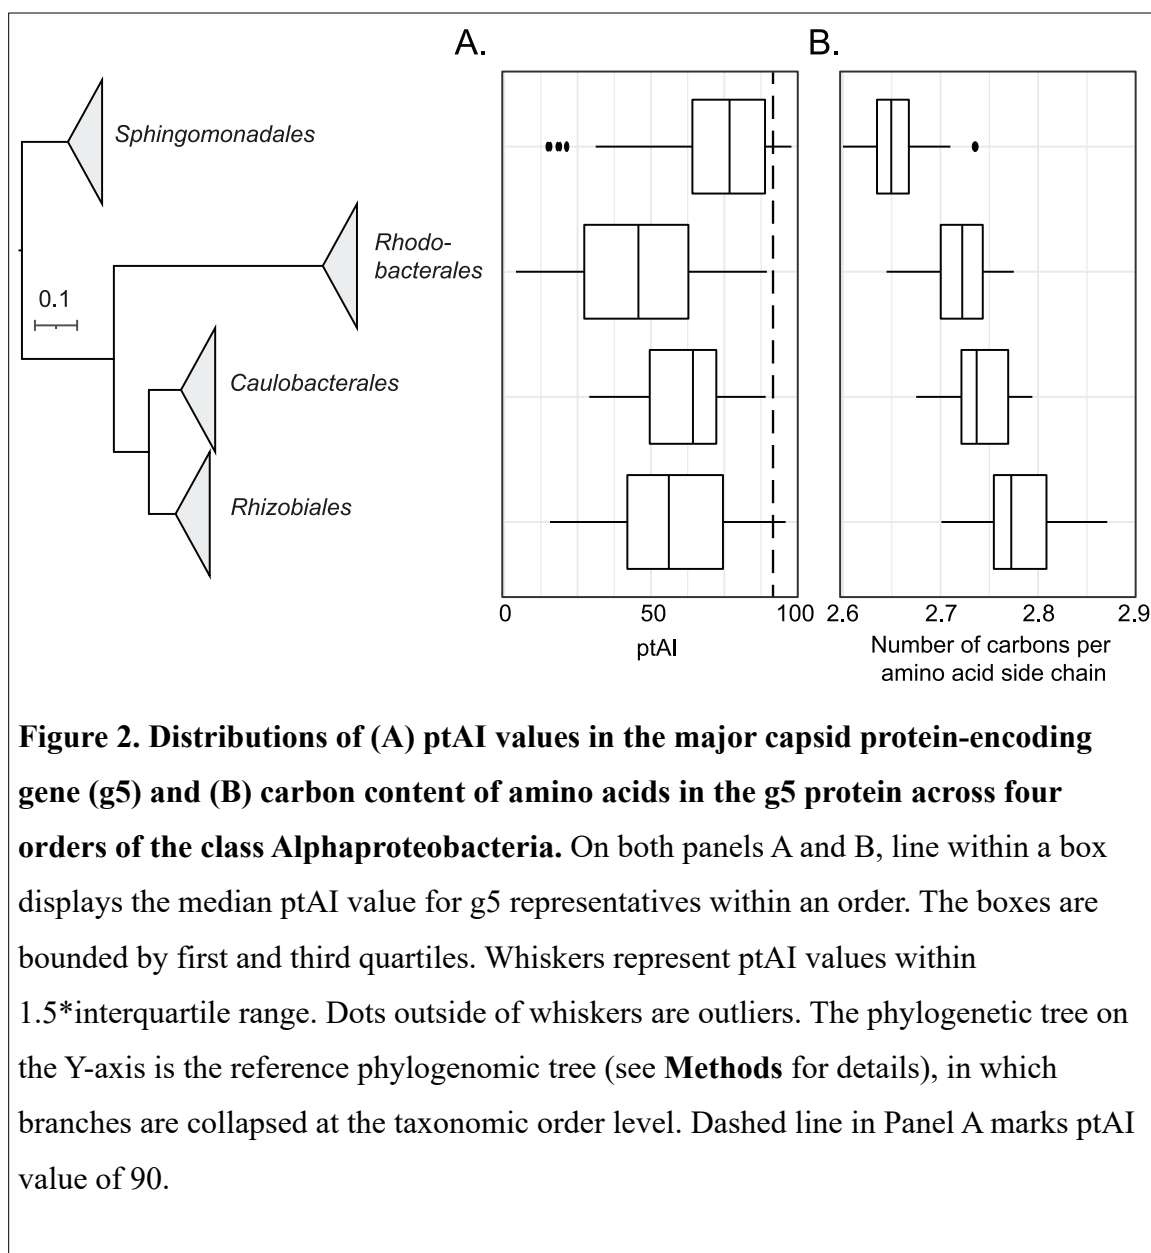 A.
B.
Sphingomonadales
Rhodo-
bacterales
0.1
Caulobacterales
Rhizobiales
0
50
100
2.6
2.7
2.8
2.9
ptAI
Number of carbons per
amino acid side chain
Figure 2. Distributions of (A) ptAI values in the major capsid protein-encoding
gene (g5) and (B) carbon content of amino acids in the g5 protein across four
orders of the class Alphaproteobacteria. On both panels A and B, line within a box
displays the median ptAI value for g5 representatives within an order. The boxes are
bounded by first and third quartiles. Whiskers represent ptAI values within
1.5*interquartile range. Dots outside of whiskers are outliers. The phylogenetic tree on
the Y-axis is the reference phylogenomic tree (see Methods for details), in which
branches are collapsed at the taxonomic order level. Dashed line in Panel A marks ptAI
value of 90.